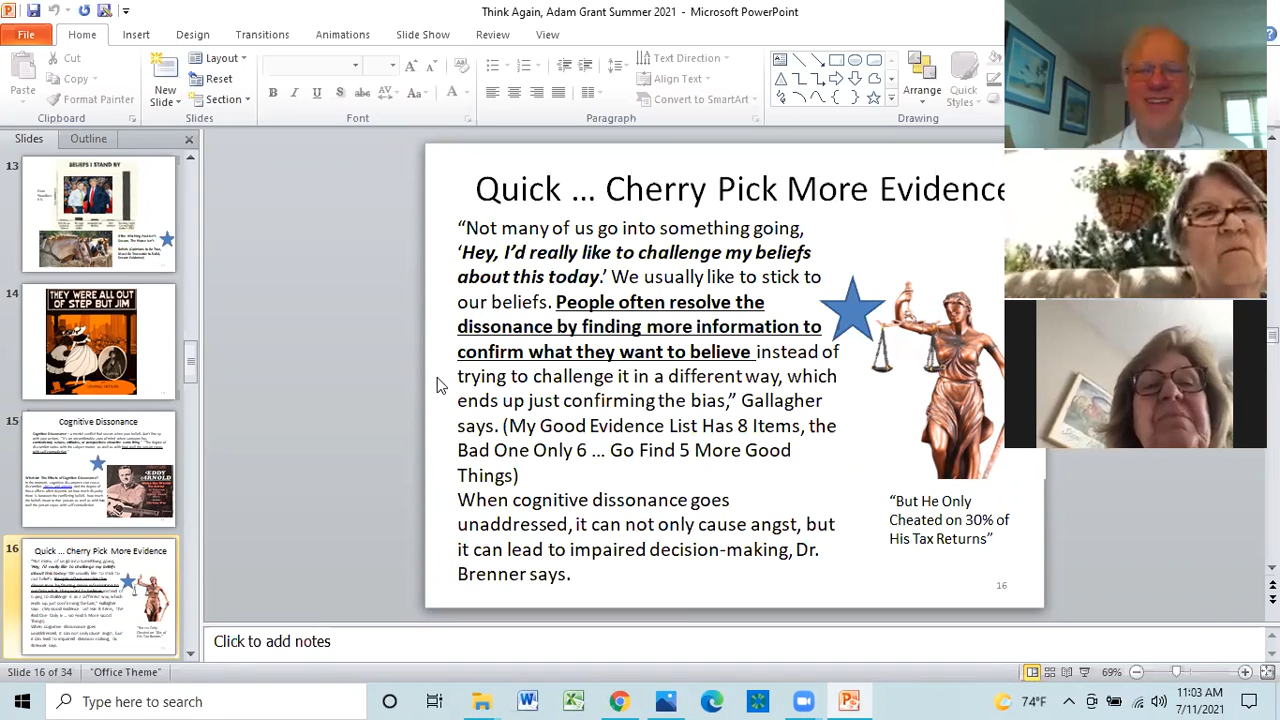 Think Again, Adam Grant Summer 2021 - Microsoft PowerPoint
File Home Insert Design Transitions Animations Slide Show Review View
Paste
Cut
Copy
Format Painter
Clipboard
New
Slide
Layout
Reset
Section
Slides
Font
Text Direction
Align Text
Convert to SmartArt
Paragraph
Arrange
Quick
Styles
Drawing
Slides Outline
13
BELIEFS I STAND BY
14
THEY WERE ALL OUT
OF STEP BUT JIM
15
Cognitive Dissonance
EDDY
ARNOLD
16
Quick ... Cherry Pick More Evidence
Quick ... Cherry Pick More Evidence
“Not many of us go into something going,
‘Hey, I’d really like to challenge my beliefs
about this today.’ We usually like to stick to
our beliefs. People often resolve the
dissonance by finding more information to
confirm what they want to believe instead of
trying to challenge it in a different way, which
ends up just confirming the bias,” Gallagher
says. (My Good Evidence List Has 8 Items, the
Bad One Only 6 ... Go Find 5 More Good
Things)
When cognitive dissonance goes
unaddressed, it can not only cause angst, but
it can lead to impaired decision-making, Dr.
Brenner says.
“But He Only
Cheated on 30% of
His Tax Returns”
16
Click to add notes
Slide 16 of 34 "Office Theme" 69%
Type here to search
74°F
11:03 AM
7/11/2021